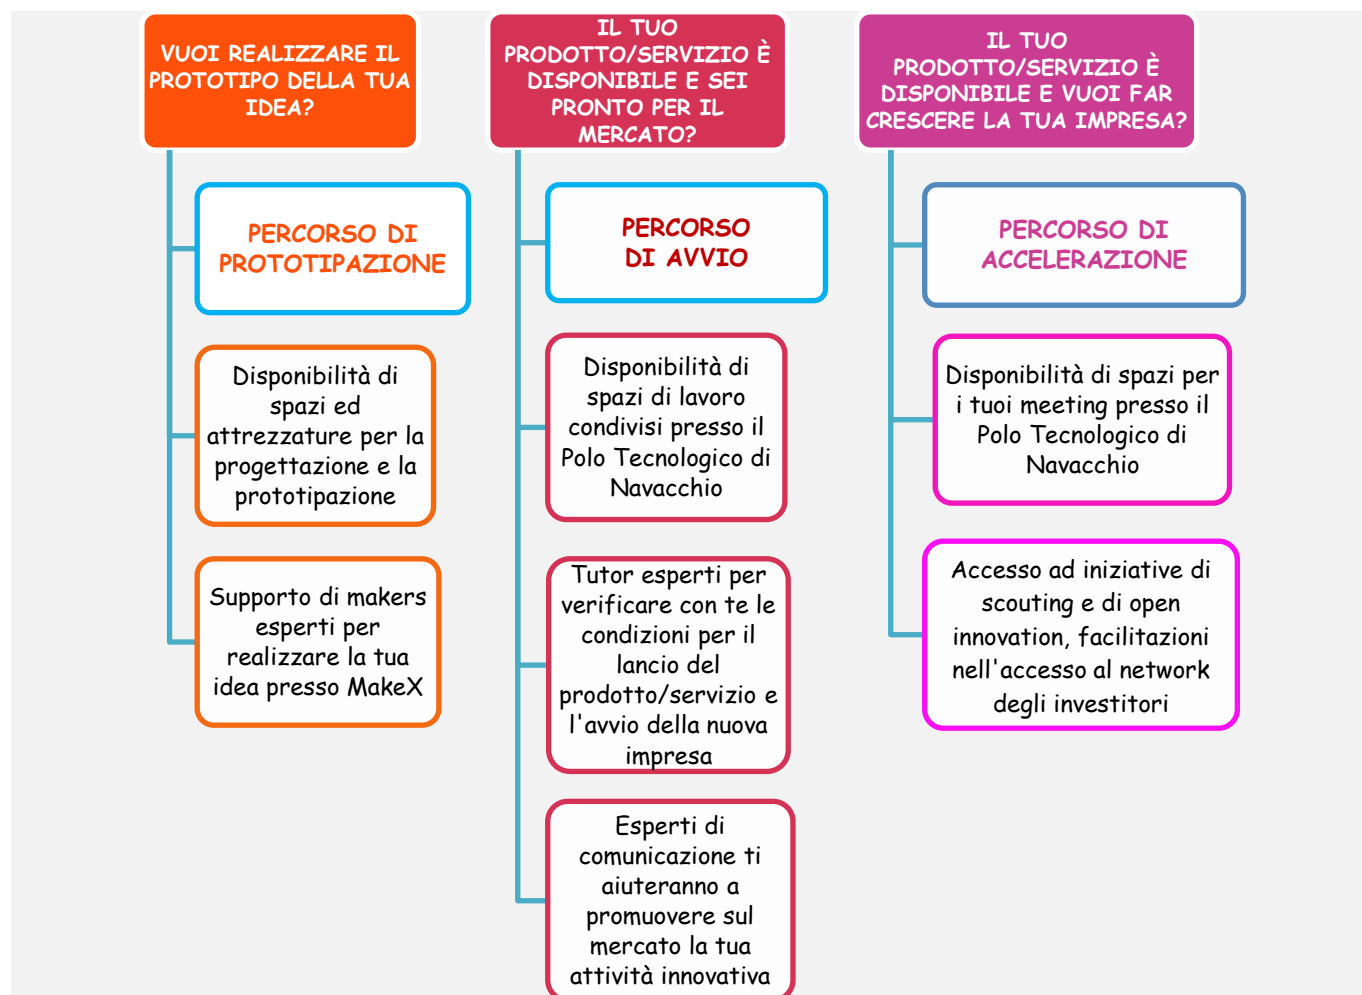 VUOI REALIZZARE IL
PROTOTIPO DELLA TUA
IDEA?
PERCORSO DI
PROTOTIPAZIONE
Disponibilità di
spazi ed
attrezzature per la
progettazione e la
prototipazione
Supporto di makers
esperti per
realizzare la tua
idea presso MakeX
IL TUO
PRODOTTO/SERVIZIO È
DISPONIBILE E SEI
PRONTO PER IL
MERCATO?
PERCORSO
DI AVVIO
Disponibilità di
spazi di lavoro
condivisi presso il
Polo Tecnologico di
Navacchio
Tutor esperti per
verificare con te le
condizioni per il
lancio del
prodotto/servizio e
l'avvio della nuova
impresa
Esperti di
comunicazione ti
aiuteranno a
promuovere sul
mercato la tua
attività innovativa
IL TUO
PRODOTTO/SERVIZIO È
DISPONIBILE E VUOI FAR
CRESCERE LA TUA IMPRESA?
PERCORSO DI
ACCELERAZIONE
Disponibilità di spazi per
i tuoi meeting presso il
Polo Tecnologico di
Navacchio
Accesso ad iniziative di
scouting e di open
innovation, facilitazioni
nell'accesso al network
degli investitori